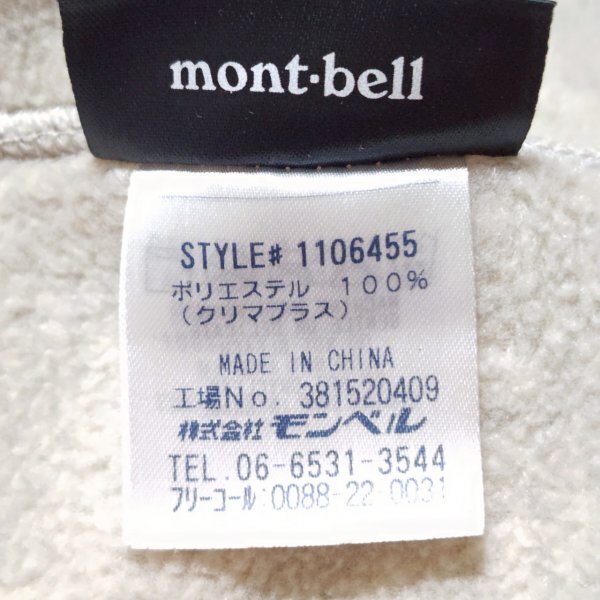 mont·bell
STYLE# 1106455
ポリエステル 100%
(クリマプラス)
MADE IN CHINA
工場No. 381520409
株式会社 モンベル
TEL.06-6531-3544
フリーコール:0088-22-0031